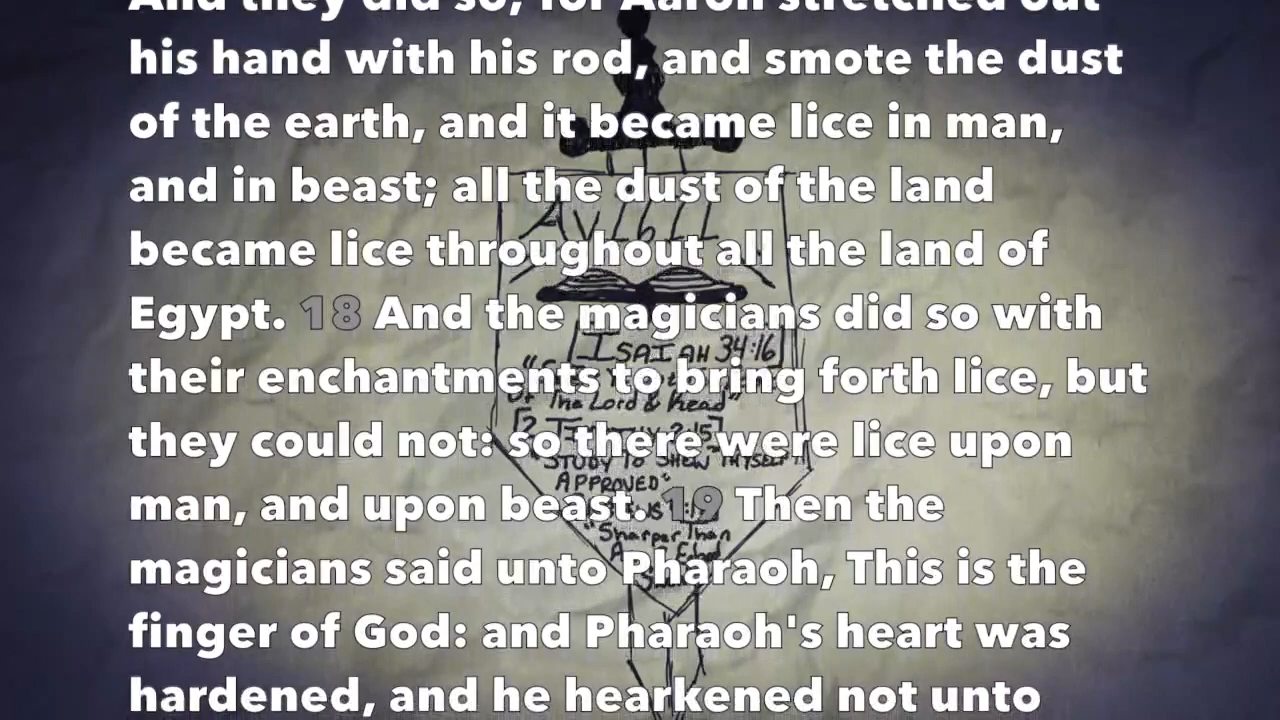 And they did so; for Aaron stretched out
his hand with his rod, and smote the dust
of the earth, and it became lice in man,
and in beast; all the dust of the land
became lice throughout all the land of
Egypt. 18 And the magicians did so with
their enchantments to bring forth lice, but
they could not: so there were lice upon
man, and upon beast. 19 Then the
magicians said unto Pharaoh, This is the
finger of God: and Pharaoh's heart was
hardened, and he hearkened not unto
AV1611
[ISAIAH 34:16]
The Lord & Read"
"STUDY TO SHEW THYSELF
APPROVED"
"Sharper Than